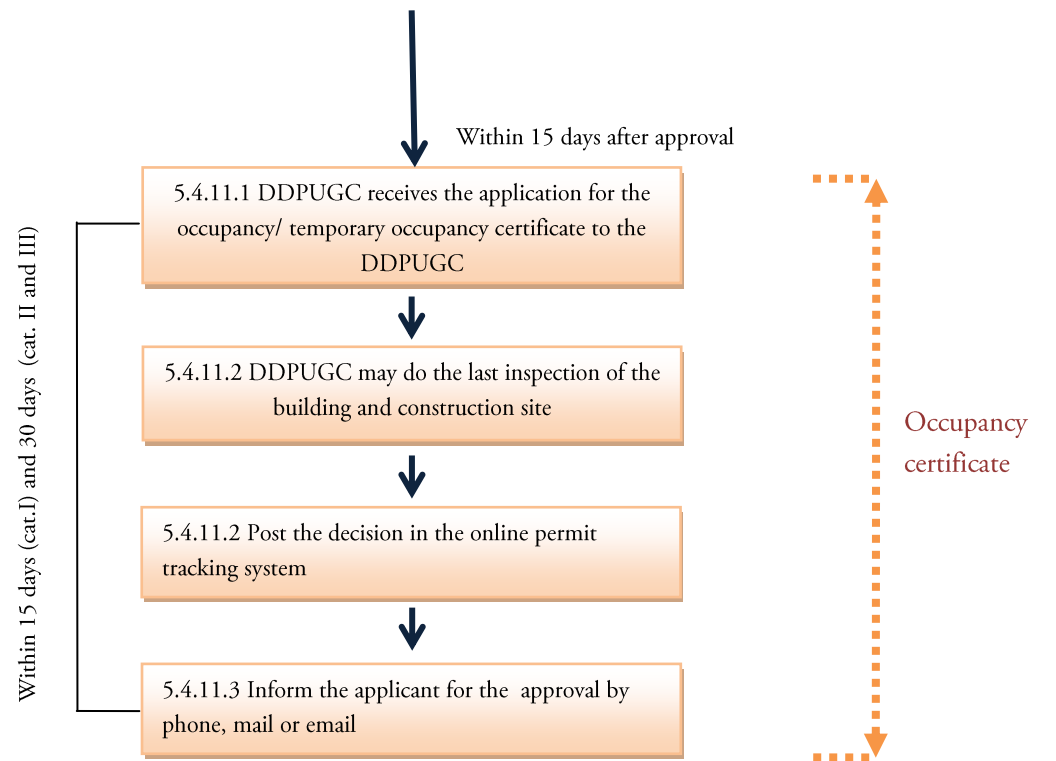 Within 15 days after approval
5.4.11.1 DDPUGC receives the application for the
occupancy/ temporary occupancy certificate to the
DDPUGC
5.4.11.2 DDPUGC may do the last inspection of the
building and construction site
5.4.11.2 Post the decision in the online permit
tracking system
5.4.11.3 Inform the applicant for the  approval by
phone, mail or email
Within 15 days (cat.I) and 30 days  (cat. II and III)
Occupancy
certificate